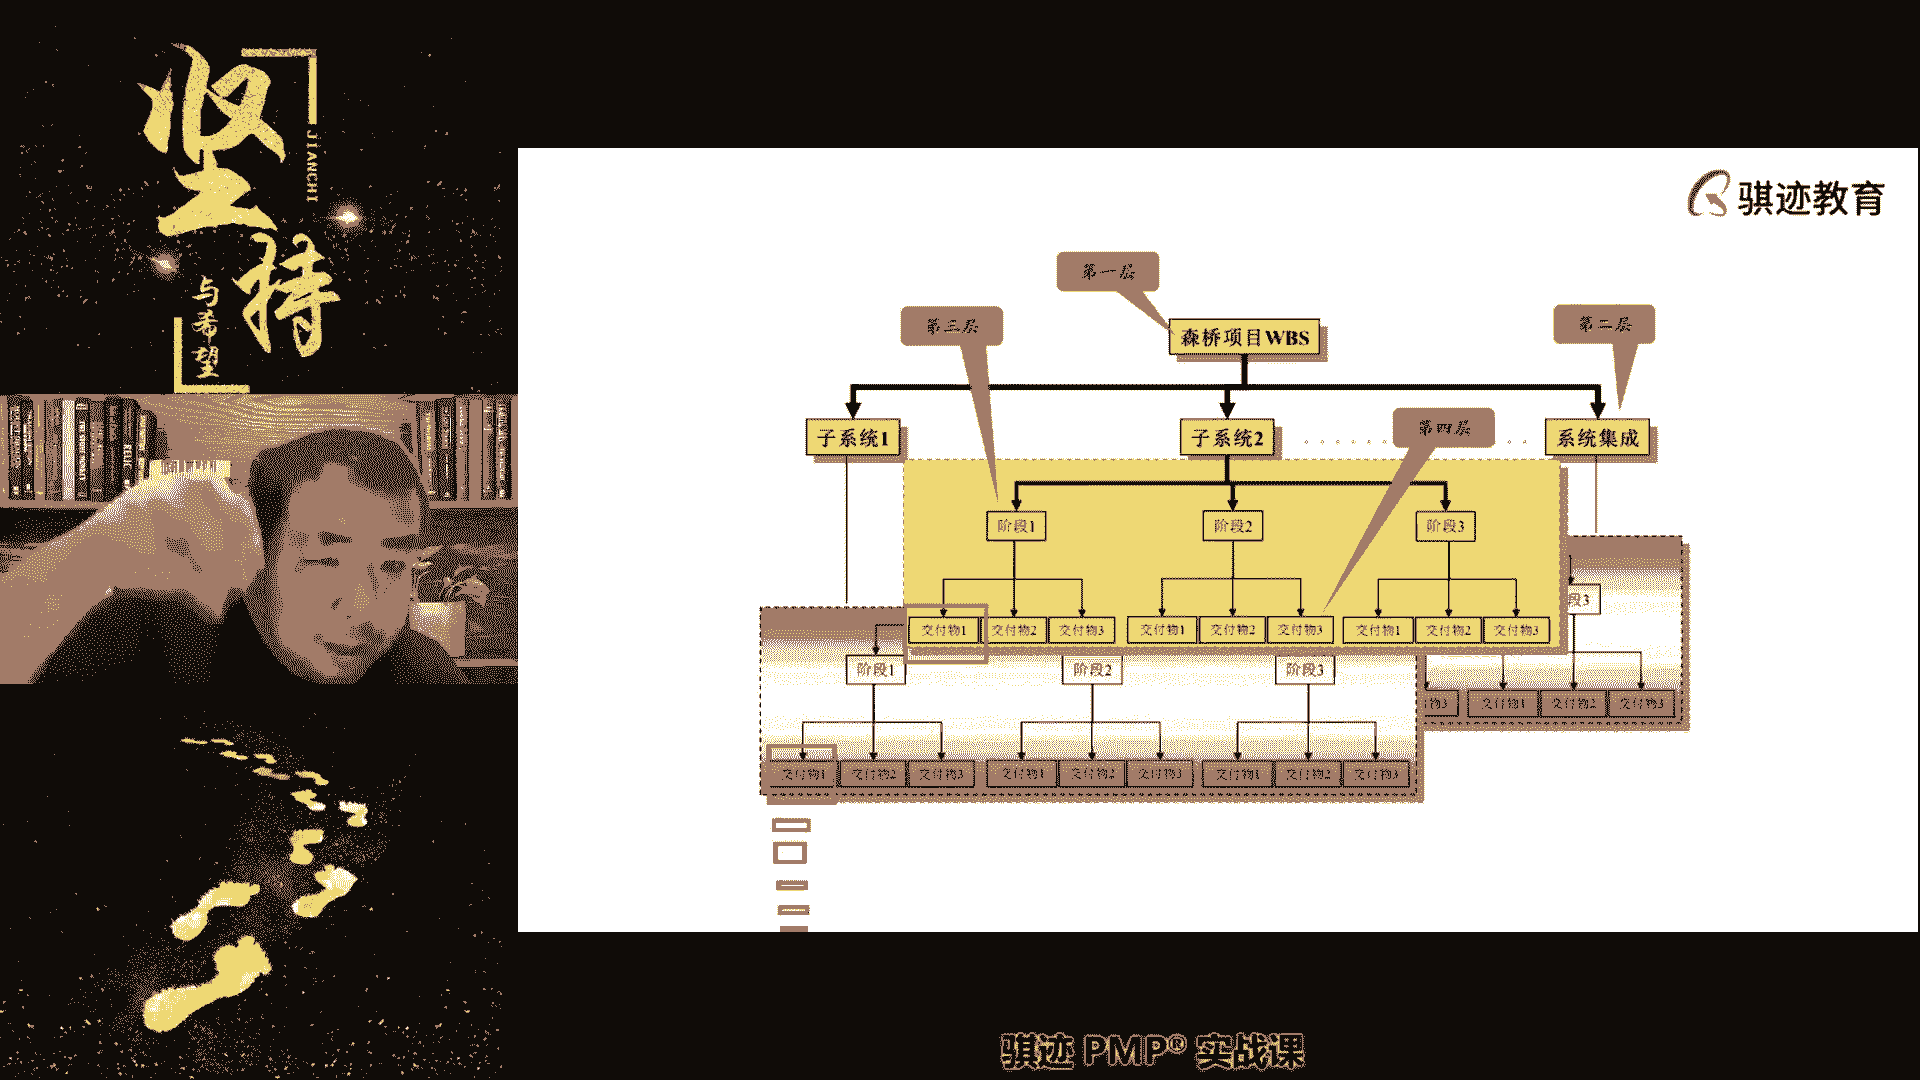 坚持
JIANCHI
与希望
骐迹教育
第一层
第三层
第二层
森桥项目WBS
子系统1
子系统2
第四层
系统集成
阶段1
阶段2
阶段3
段3
交付物1
交付物2
交付物3
交付物1
交付物2
交付物3
交付物1
交付物2
交付物3
阶段1
阶段2
阶段3
物3
交付物1
交付物2
交付物3
交付物1
交付物2
交付物3
交付物1
交付物2
交付物3
交付物1
交付物2
交付物3
骐迹 PMP® 实战课